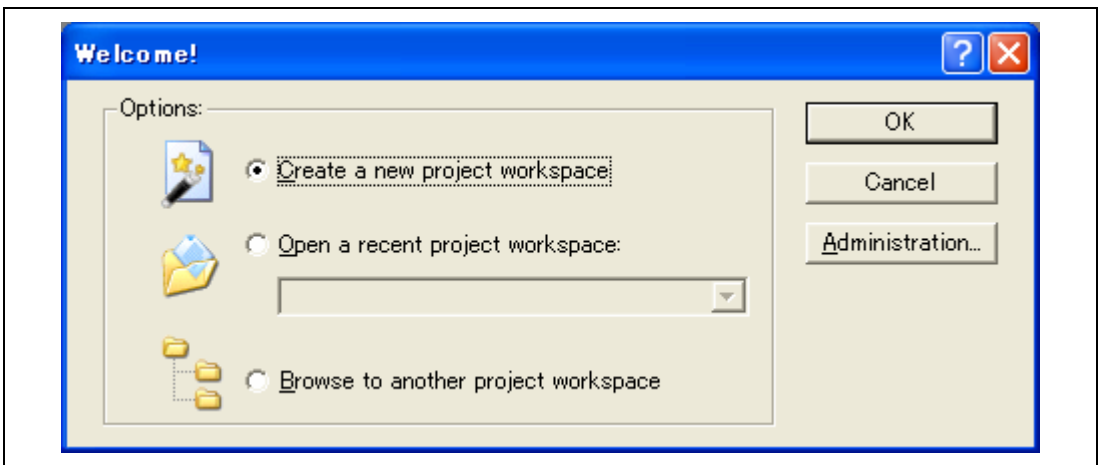 Welcome!
Options:
Create a new project workspace
Open a recent project workspace:
Browse to another project workspace
OK
Cancel
Administration...